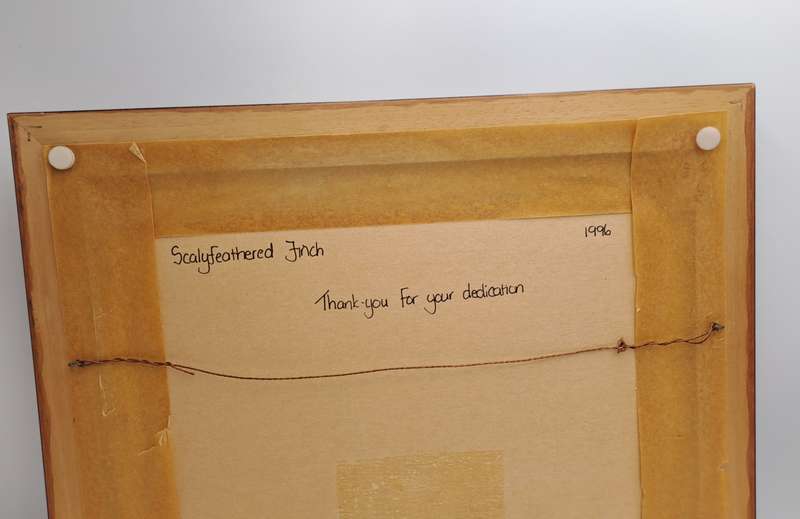 1996
Scalyfeathered Finch
Thank-you For your dedication